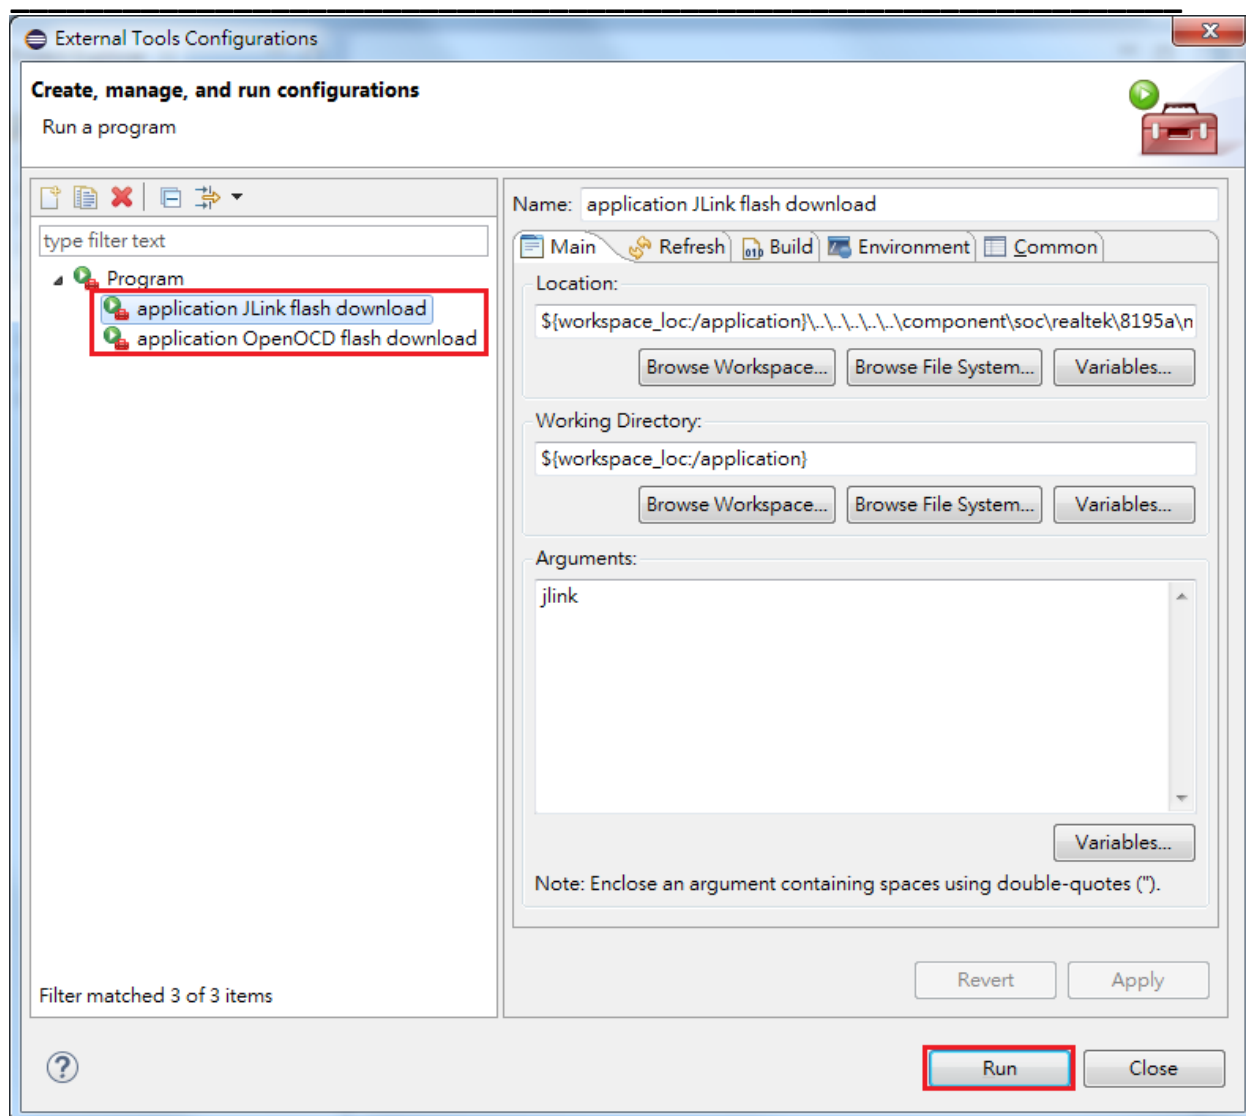 External Tools Configurations
Create, manage, and run configurations
Run a program
type filter text
Program
application JLink flash download
application OpenOCD flash download
Filter matched 3 of 3 items
Name: application JLink flash download
Main Refresh Build Environment Common
Location:
${workspace_loc:/application}\..\..\..\..\..\component\soc\realtek\8195a\n
Browse Workspace... Browse File System... Variables...
Working Directory:
${workspace_loc:/application}
Browse Workspace... Browse File System... Variables...
Arguments:
jlink
Variables...
Note: Enclose an argument containing spaces using double-quotes (").
Revert Apply
Run Close